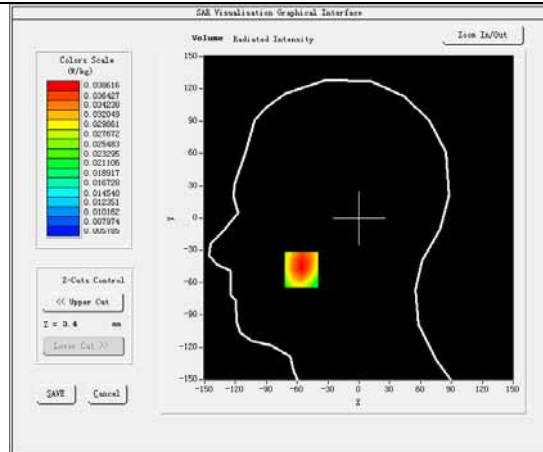 SAR Visualisation Graphical Interface
Volume Radiated Intensity
Zoom In/Out
Colors Scale
(W/kg)
0.038616
0.036427
0.034238
0.032049
0.029861
0.027672
0.025483
0.023295
0.021106
0.018917
0.016728
0.014540
0.012351
0.010162
0.007974
0.005785
150
120
90
60
30
0
-30
-60
-90
-120
-150
Y
-150 -120 -90 -60 -30 0 30 60 90 120 150
X
Z-Cuts Control
<< Upper Cut
Z = 3.4 mm
Lower Cut >>
SAVE
Cancel